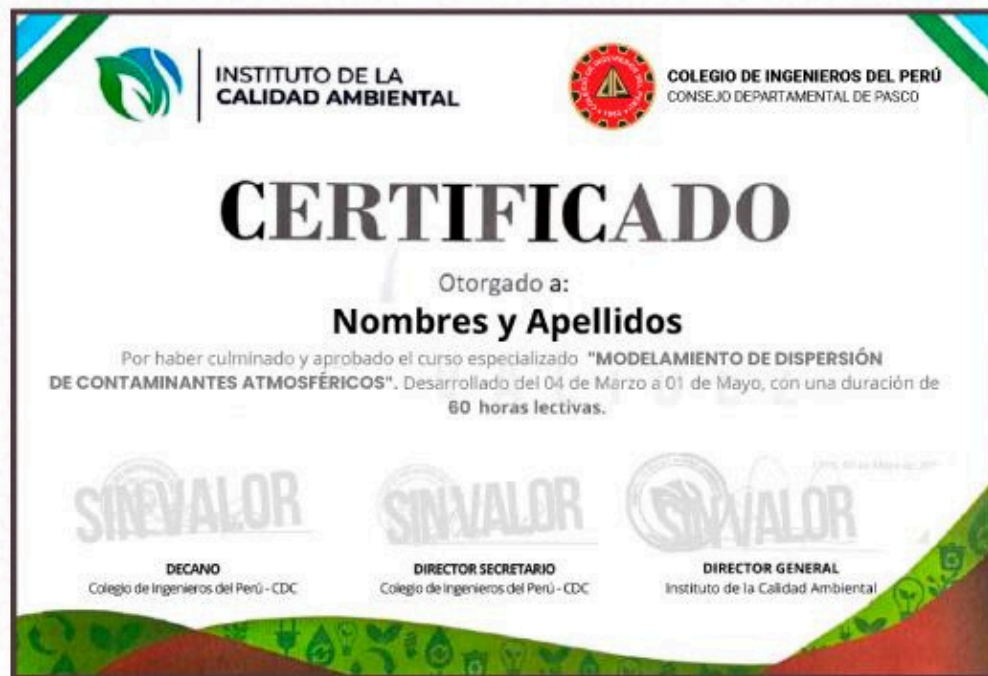 INSTITUTO DE LA
CALIDAD AMBIENTAL
COLEGIO DE INGENIEROS DEL PERÚ
CONSEJO DEPARTAMENTAL DE PASCO
CERTIFICADO
Otorgado a:
Nombres y Apellidos
Por haber culminado y aprobado el curso especializado "MODELAMIENTO DE DISPERSIÓN
DE CONTAMINANTES ATMOSFÉRICOS". Desarrollado del 04 de Marzo a 01 de Mayo, con una duración de
60 horas lectivas.
SIN VALOR
SIN VALOR
SIN VALOR
DECANO
Colegio de Ingenieros del Perú - CDC
DIRECTOR SECRETARIO
Colegio de Ingenieros del Perú - CDC
DIRECTOR GENERAL
Instituto de la Calidad Ambiental